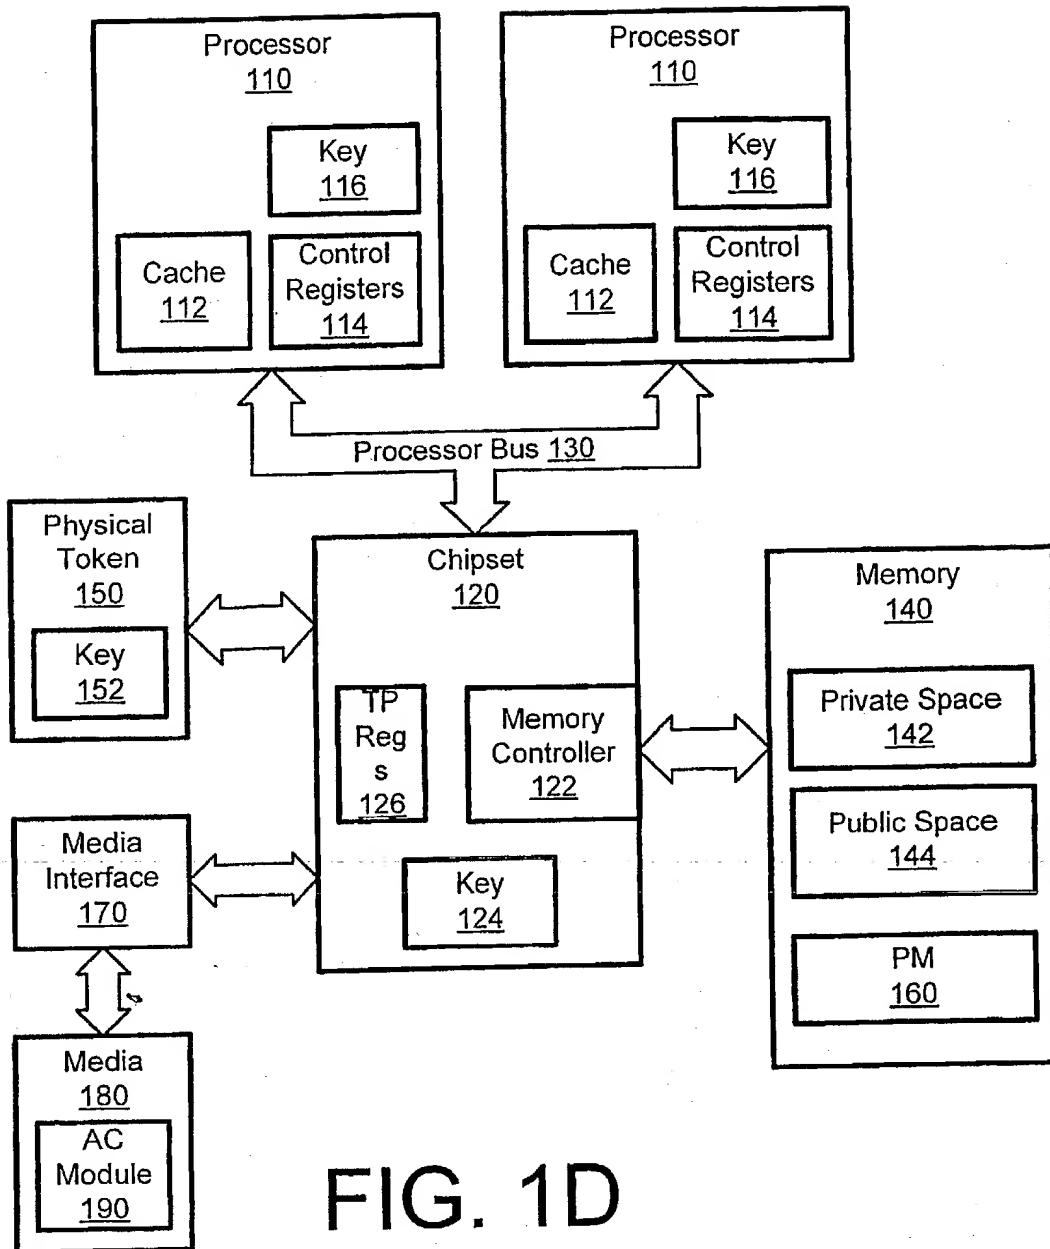 Processor
110
Key
116
Cache
112
Control
Registers
114
Processor
110
Key
116
Cache
112
Control
Registers
114
Processor Bus 130
Physical
Token
150
Key
152
Chipset
120
TP
Reg
s
126
Memory
Controller
122
Key
124
Memory
140
Private Space
142
Public Space
144
PM
160
Media
Interface
170
Media
180
AC
Module
190
FIG. 1D